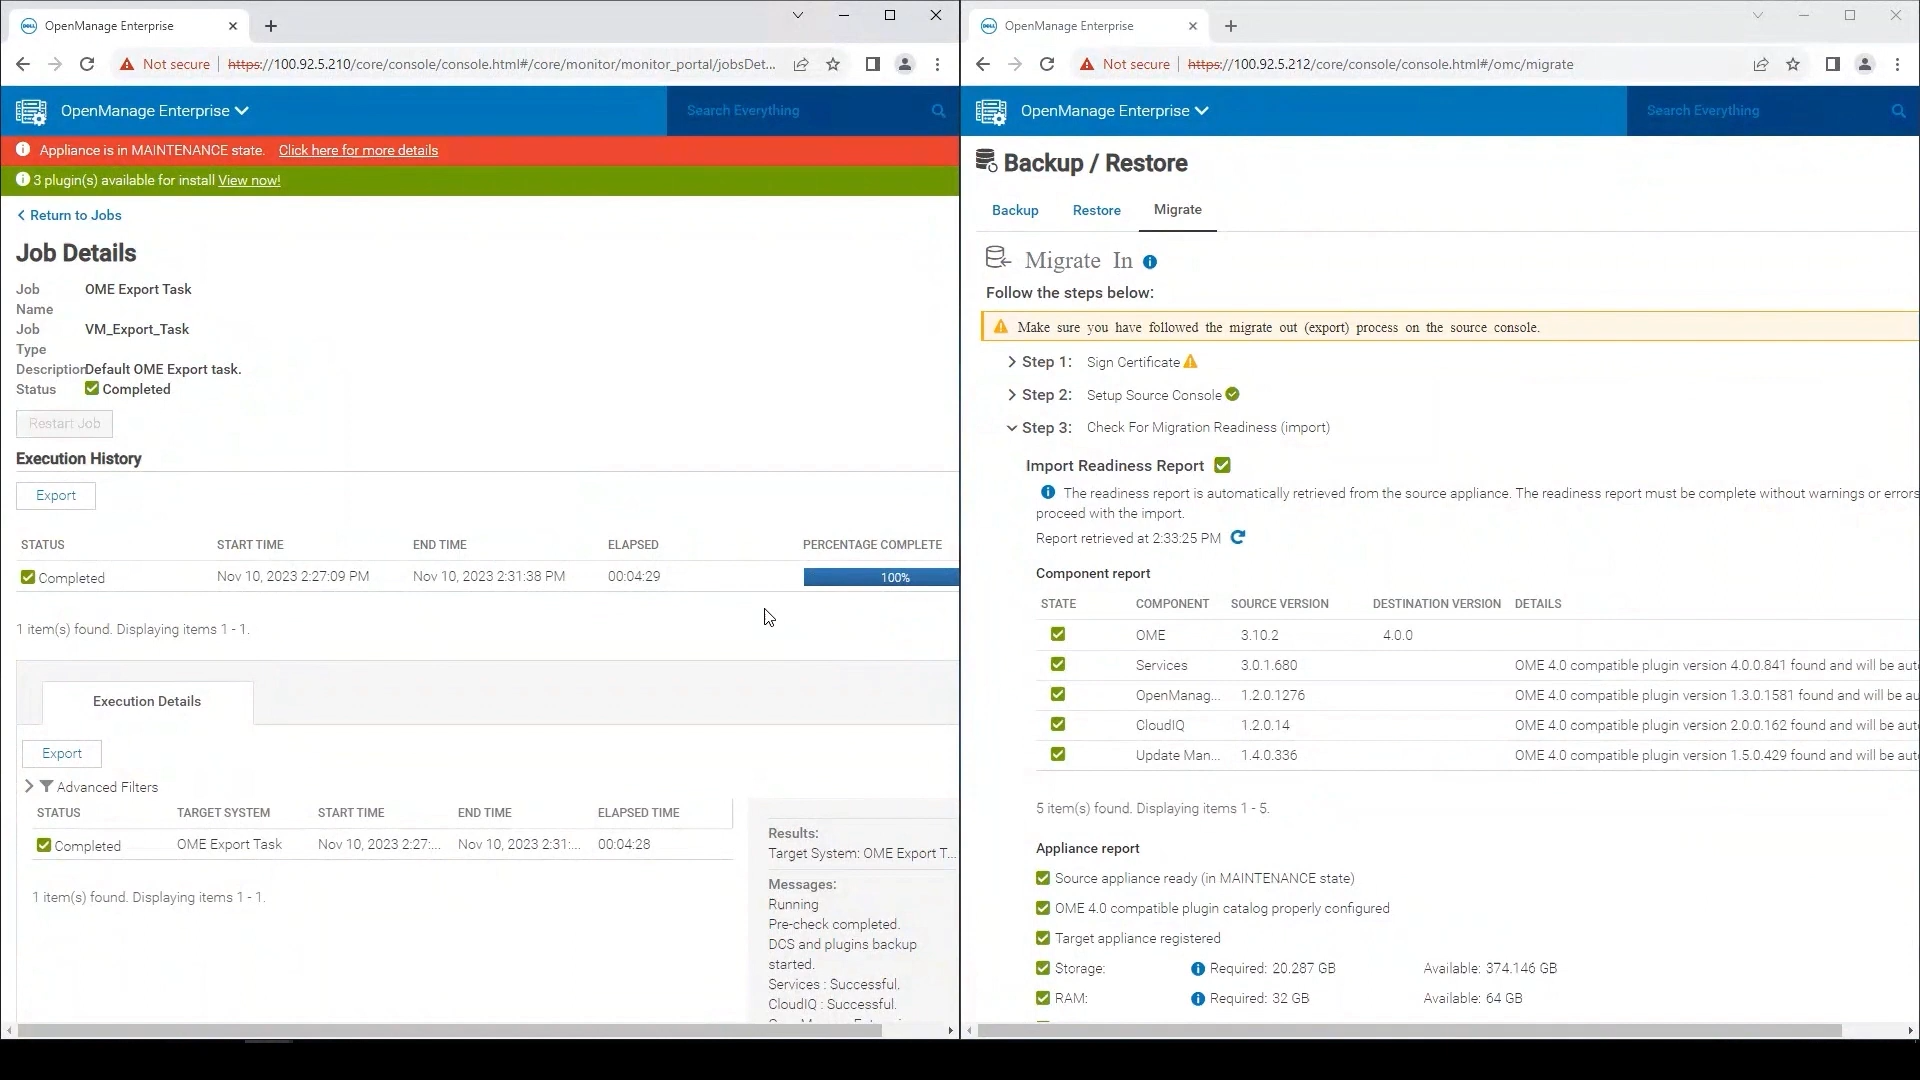 OpenManage Enterprise
Not secure
https://100.92.5.210/core/console/console.html#/core/monitor/monitor_portal/jobsDet...
OpenManage Enterprise
Search Everything
Appliance is in MAINTENANCE state. Click here for more details
3 plugin(s) available for install View now!
Return to Jobs
Job Details
Job Name OME Export Task
Job Type VM_Export_Task
Description Default OME Export task.
Status Completed
Restart Job
Execution History
Export
STATUS START TIME END TIME ELAPSED PERCENTAGE COMPLETE
Completed Nov 10, 2023 2:27:09 PM Nov 10, 2023 2:31:38 PM 00:04:29 100%
1 item(s) found. Displaying items 1 - 1.
Execution Details
Export
Advanced Filters
STATUS TARGET SYSTEM START TIME END TIME ELAPSED TIME
Completed OME Export Task Nov 10, 2023 2:27:... Nov 10, 2023 2:31:... 00:04:28
1 item(s) found. Displaying items 1 - 1.
Results:
Target System: OME Export T...
Messages:
Running
Pre-check completed.
DCS and plugins backup
started.
Services : Successful.
CloudIQ : Successful.
OpenManage Enterprise
Not secure
https://100.92.5.212/core/console/console.html#/omc/migrate
OpenManage Enterprise
Search Everything
Backup / Restore
Backup Restore Migrate
Migrate In
Follow the steps below:
Make sure you have followed the migrate out (export) process on the source console.
Step 1: Sign Certificate
Step 2: Setup Source Console
Step 3: Check For Migration Readiness (import)
Import Readiness Report
The readiness report is automatically retrieved from the source appliance. The readiness report must be complete without warnings or errors
proceed with the import.
Report retrieved at 2:33:25 PM
Component report
STATE COMPONENT SOURCE VERSION DESTINATION VERSION DETAILS
OME 3.10.2 4.0.0
Services 3.0.1.680 OME 4.0 compatible plugin version 4.0.0.841 found and will be aut
OpenManag... 1.2.0.1276 OME 4.0 compatible plugin version 1.3.0.1581 found and will be a
CloudIQ 1.2.0.14 OME 4.0 compatible plugin version 2.0.0.162 found and will be aut
Update Man... 1.4.0.336 OME 4.0 compatible plugin version 1.5.0.429 found and will be aut
5 item(s) found. Displaying items 1 - 5.
Appliance report
Source appliance ready (in MAINTENANCE state)
OME 4.0 compatible plugin catalog properly configured
Target appliance registered
Storage: Required: 20.287 GB Available: 374.146 GB
RAM: Required: 32 GB Available: 64 GB